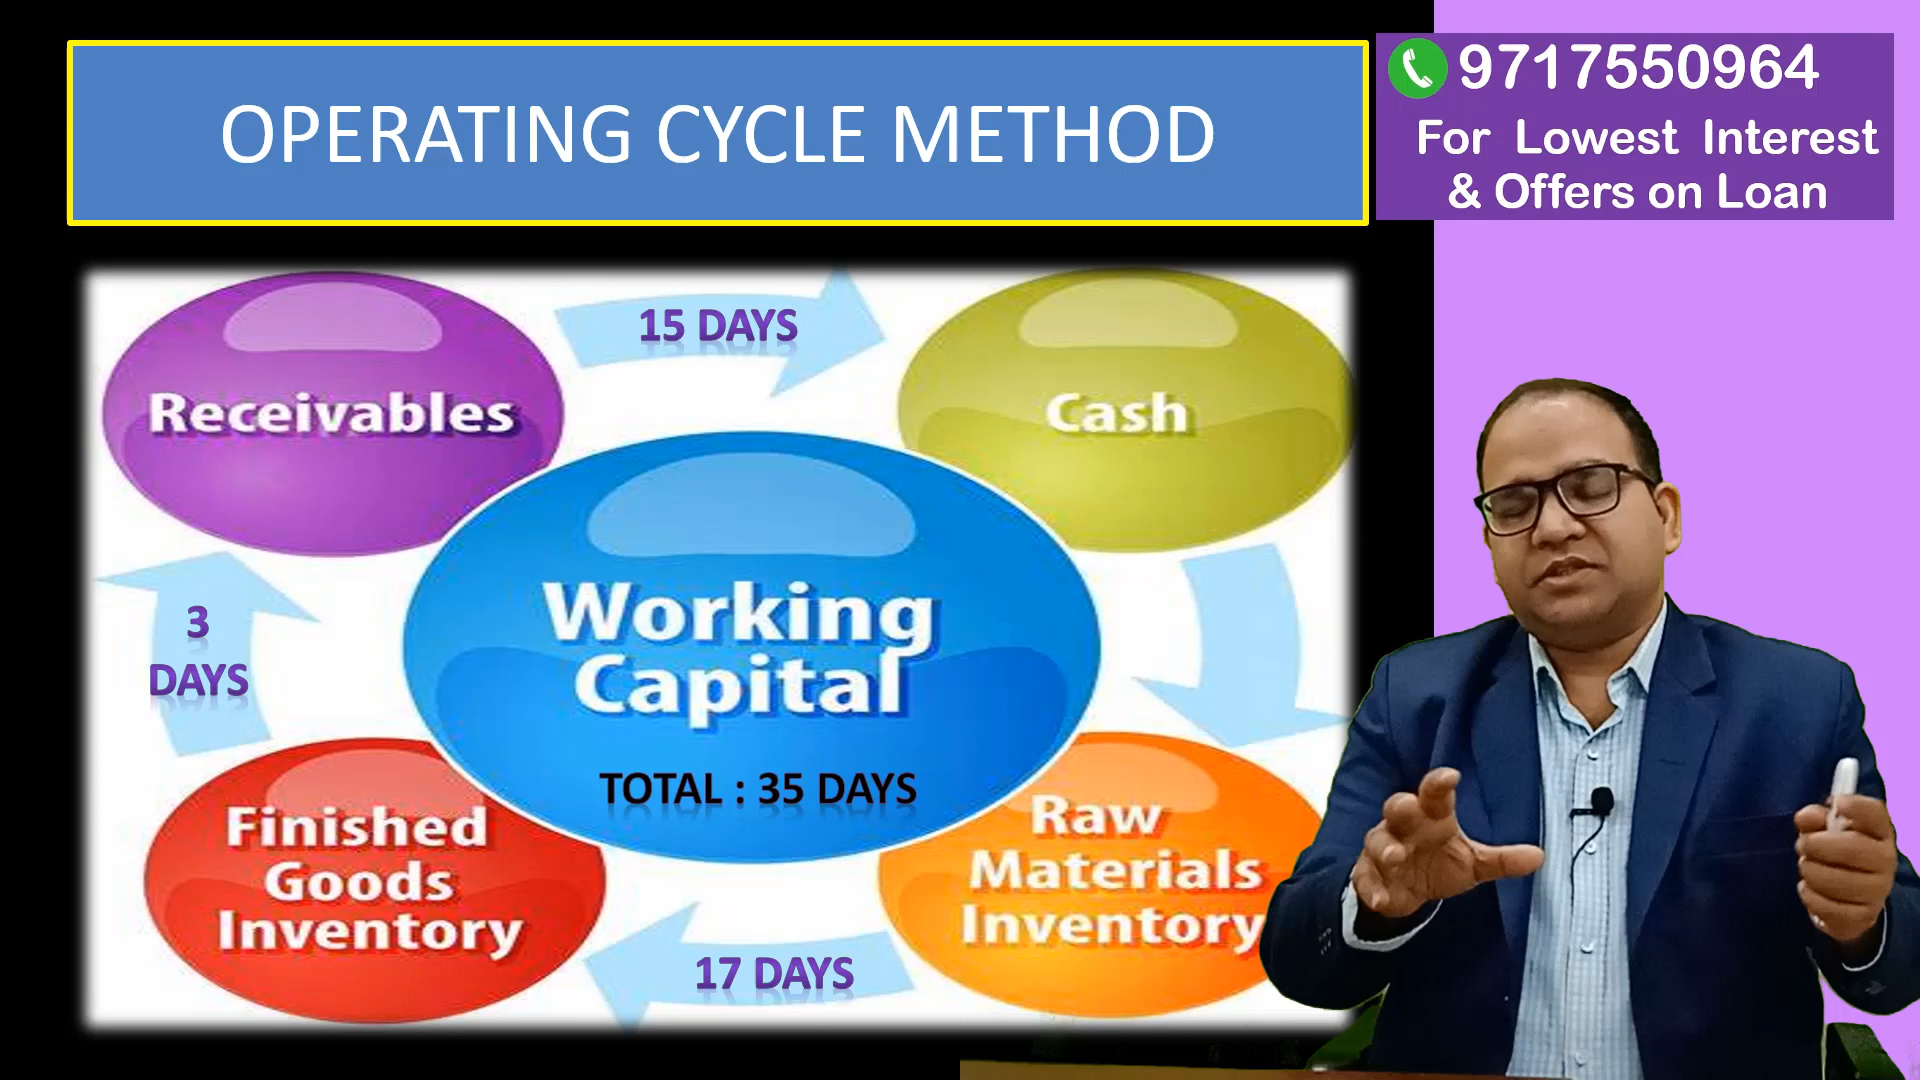 OPERATING CYCLE METHOD
9717550964
For Lowest Interest
& Offers on Loan
15 DAYS
Receivables
Cash
Working
Capital
3
DAYS
TOTAL : 35 DAYS
Finished
Goods
Inventory
Raw
Materials
Inventory
17 DAYS